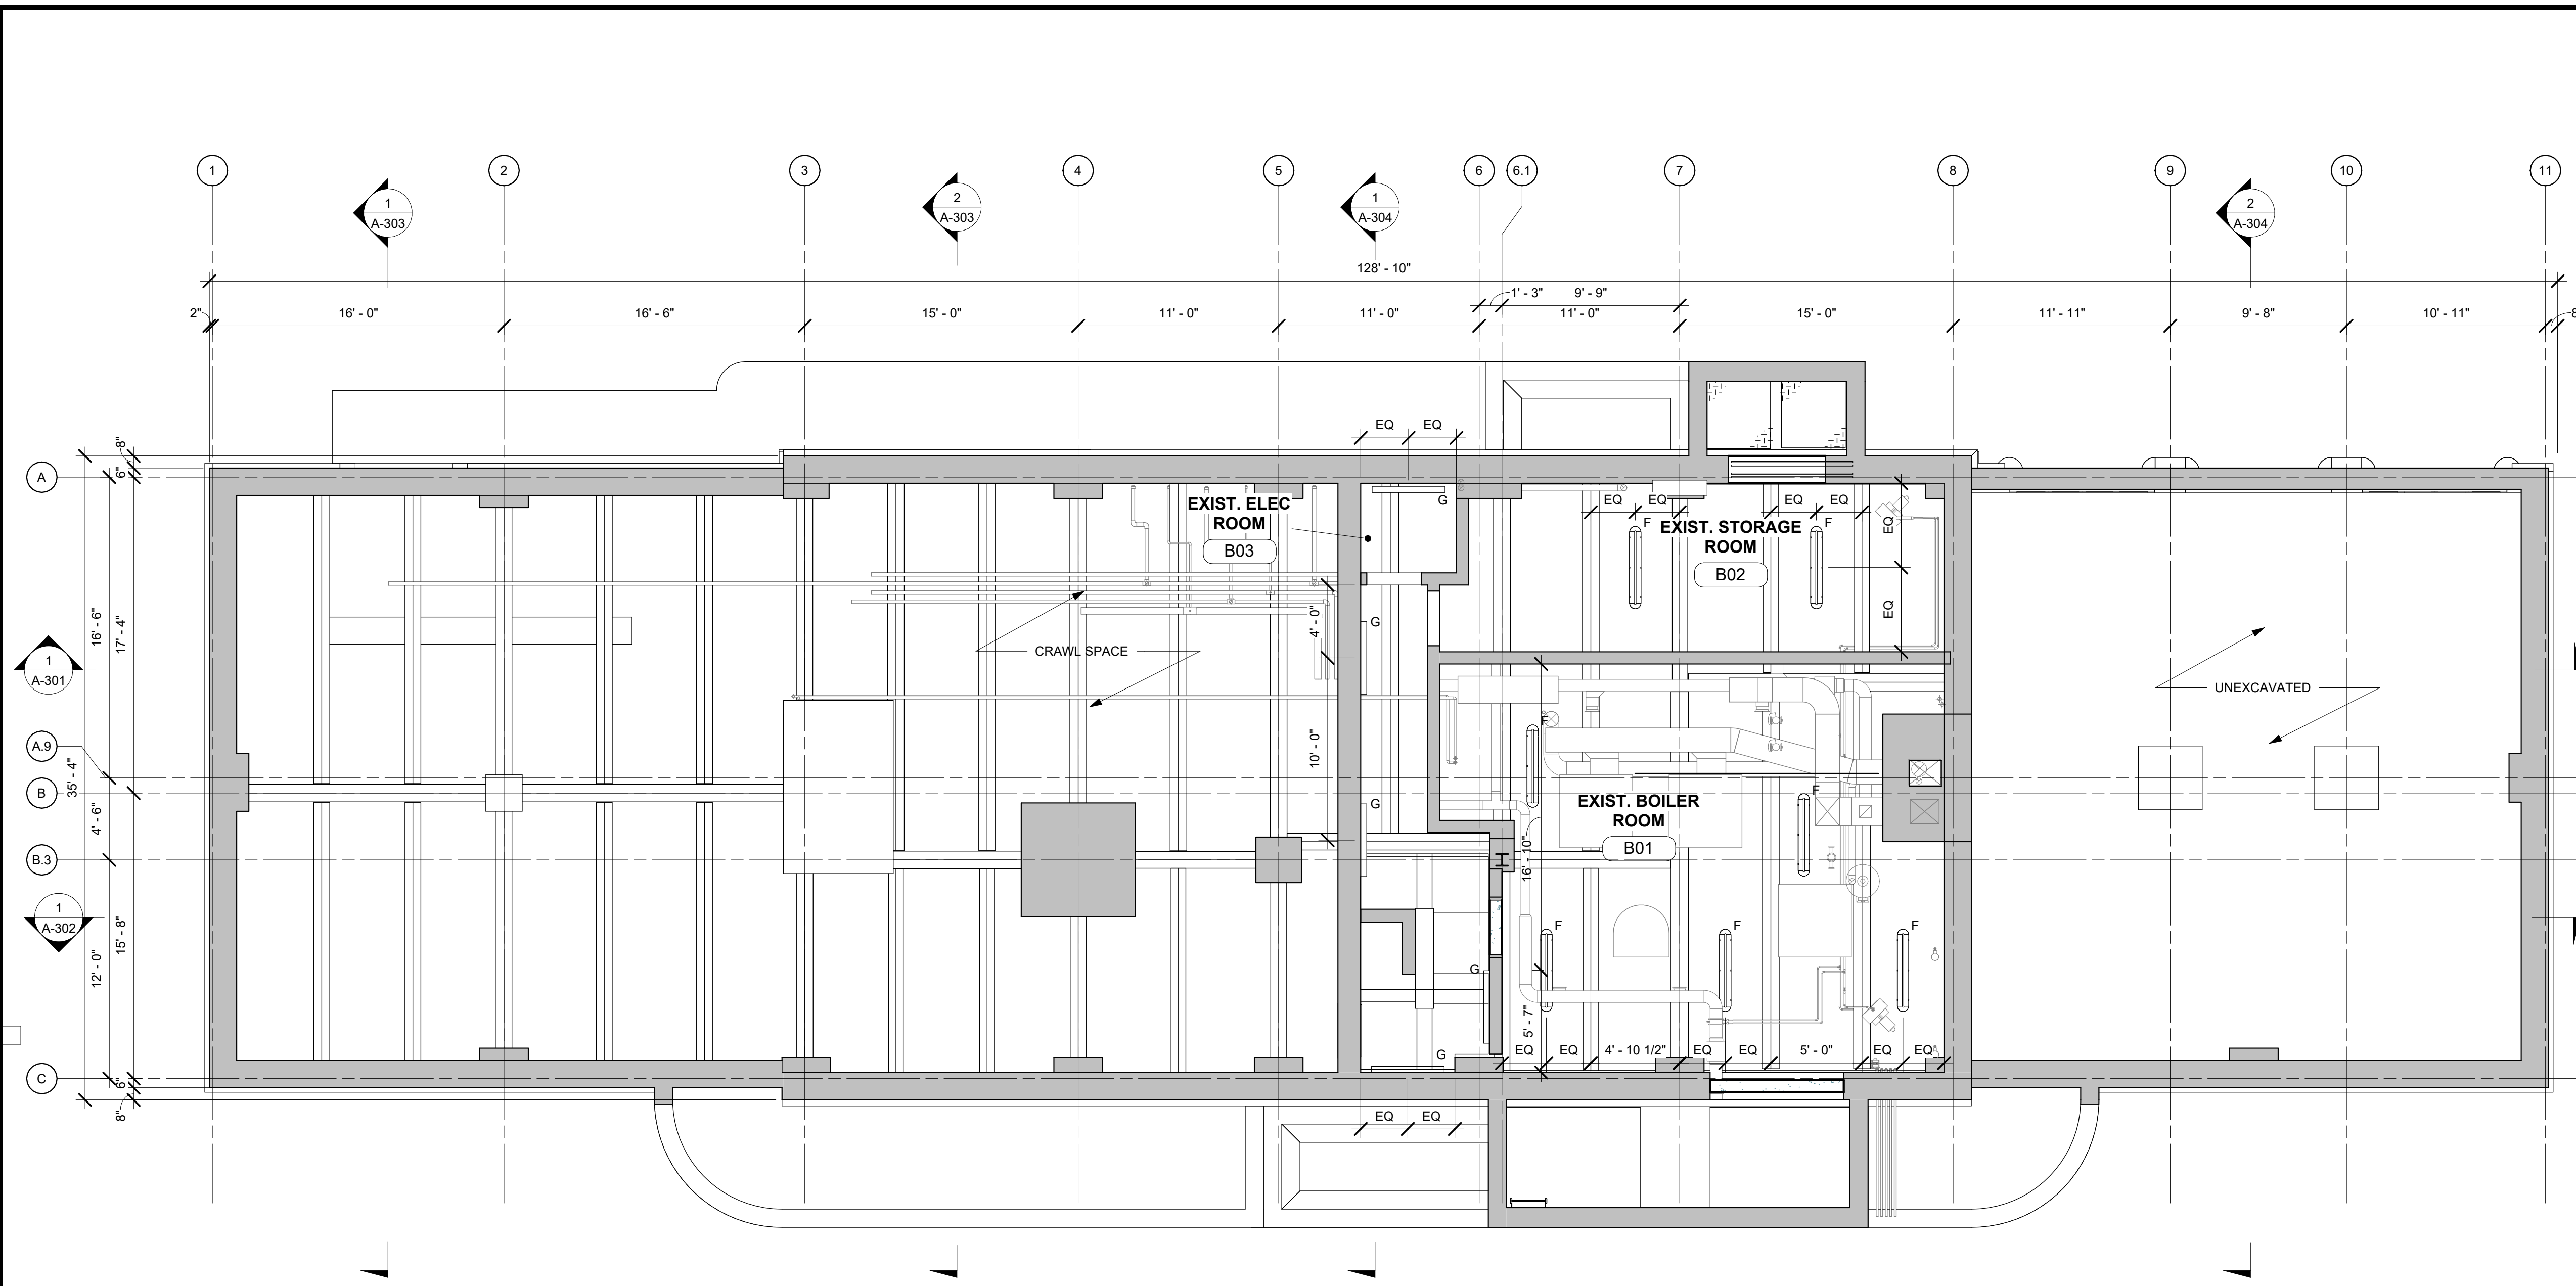 1
2
3
4
5
6
6.1
7
8
9
10
11
1
A-303
2
A-303
1
A-304
2
A-304
128' - 10"
1' - 3"
9' - 9"
2"
16' - 0"
16' - 6"
15' - 0"
11' - 0"
11' - 0"
11' - 0"
15' - 0"
11' - 11"
9' - 8"
10' - 11"
8
8"
6"
EQ
EQ
A
G
EXIST. ELEC
ROOM
B03
EQ
EQ
EQ
EQ
F
F
EXIST. STORAGE
ROOM
B02
EQ
EQ
16' - 6"
17' - 4"
4' - 0"
G
1
A-301
CRAWL SPACE
UNEXCAVATED
A.9
35' - 4"
10' - 0"
F
B
G
EXIST. BOILER
ROOM
B01
F
4' - 6"
B.3
16' - 10"
1
A-302
15' - 8"
12' - 0"
F
F
F
G
5' - 7"
G
EQ
EQ
4' - 10 1/2"
EQ
EQ
5' - 0"
EQ
EQ
C
6"
8"
EQ
EQ